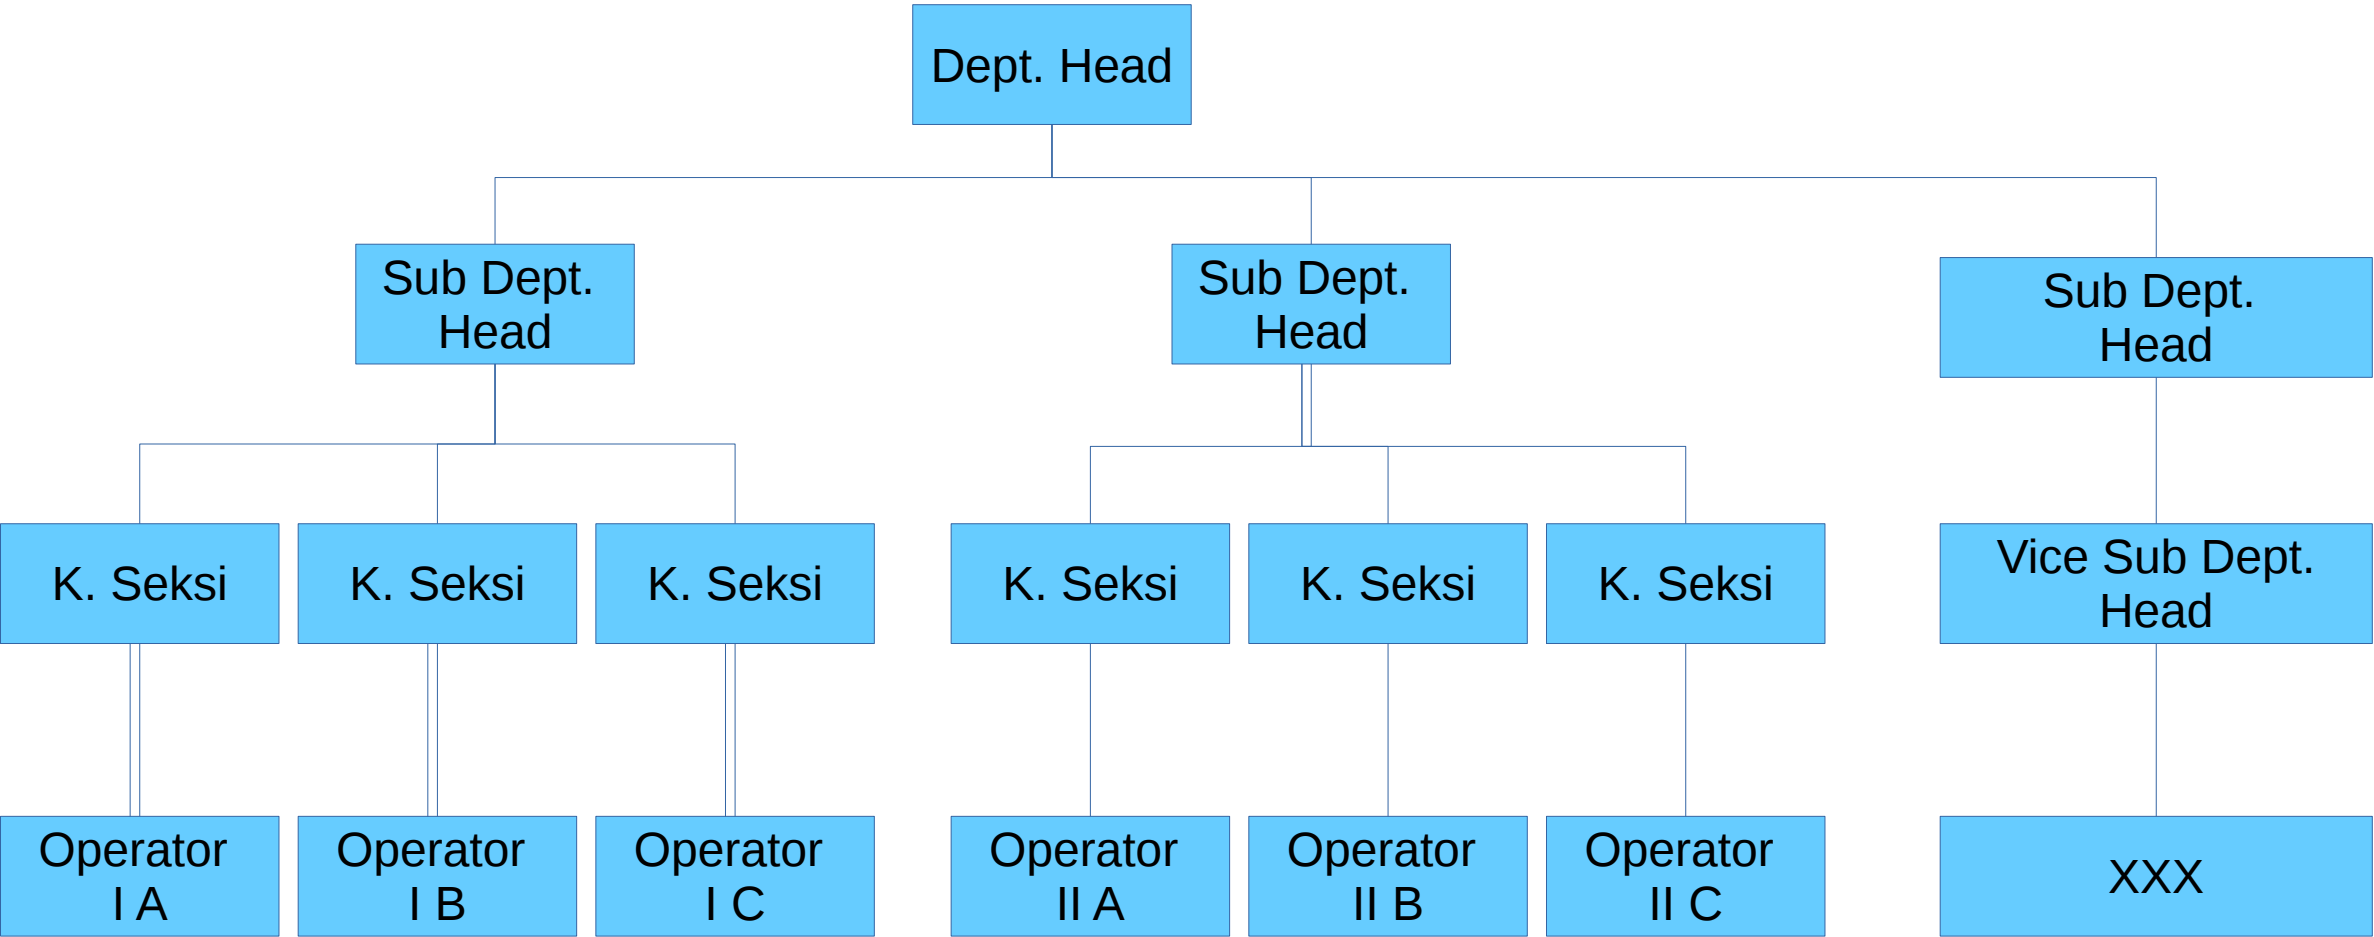 Dept. Head
Sub Dept.
Head
Sub Dept.
Head
Sub Dept.
Head
K. Seksi
K. Seksi
K. Seksi
K. Seksi
K. Seksi
K. Seksi
Vice Sub Dept.
Head
Operator
I A
Operator
I B
Operator
I C
Operator
II A
Operator
II B
Operator
II C
XXX